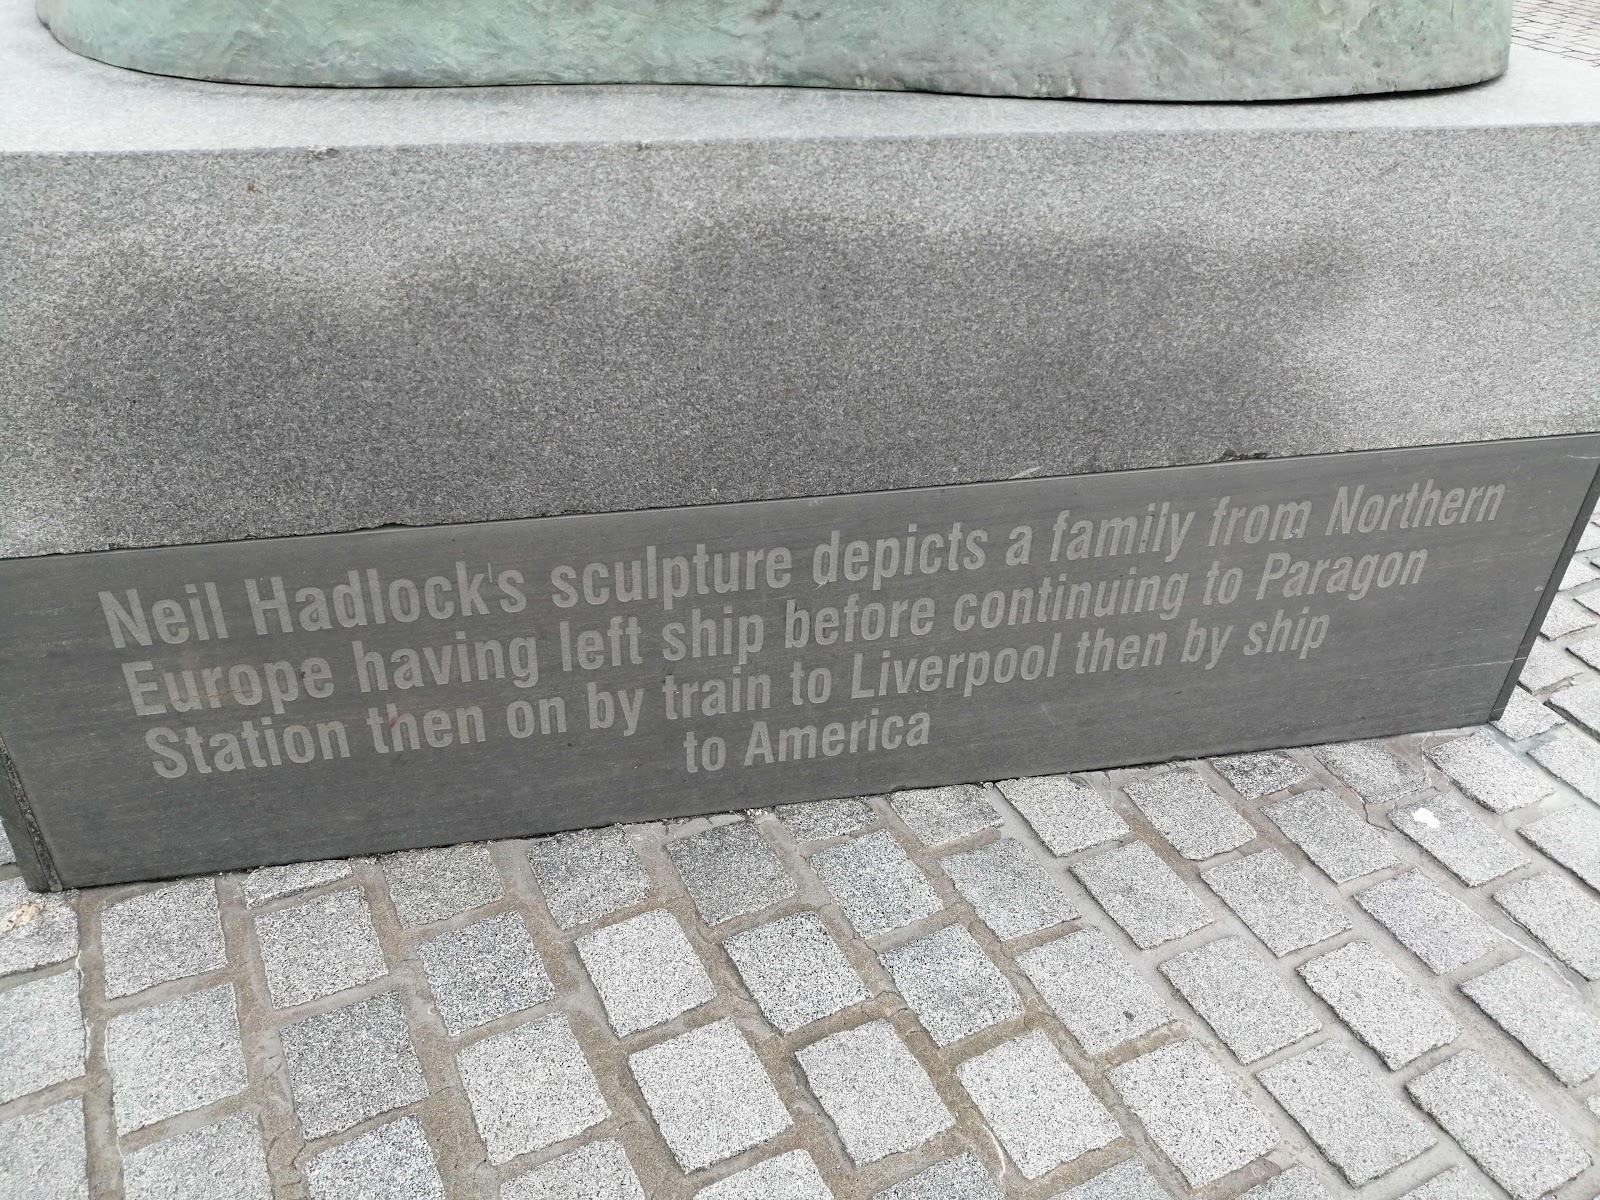 Neil Hadlock's sculpture depicts a family from Northern
Europe having left ship before continuing to Paragon
Station then on by train to Liverpool then by ship
to America